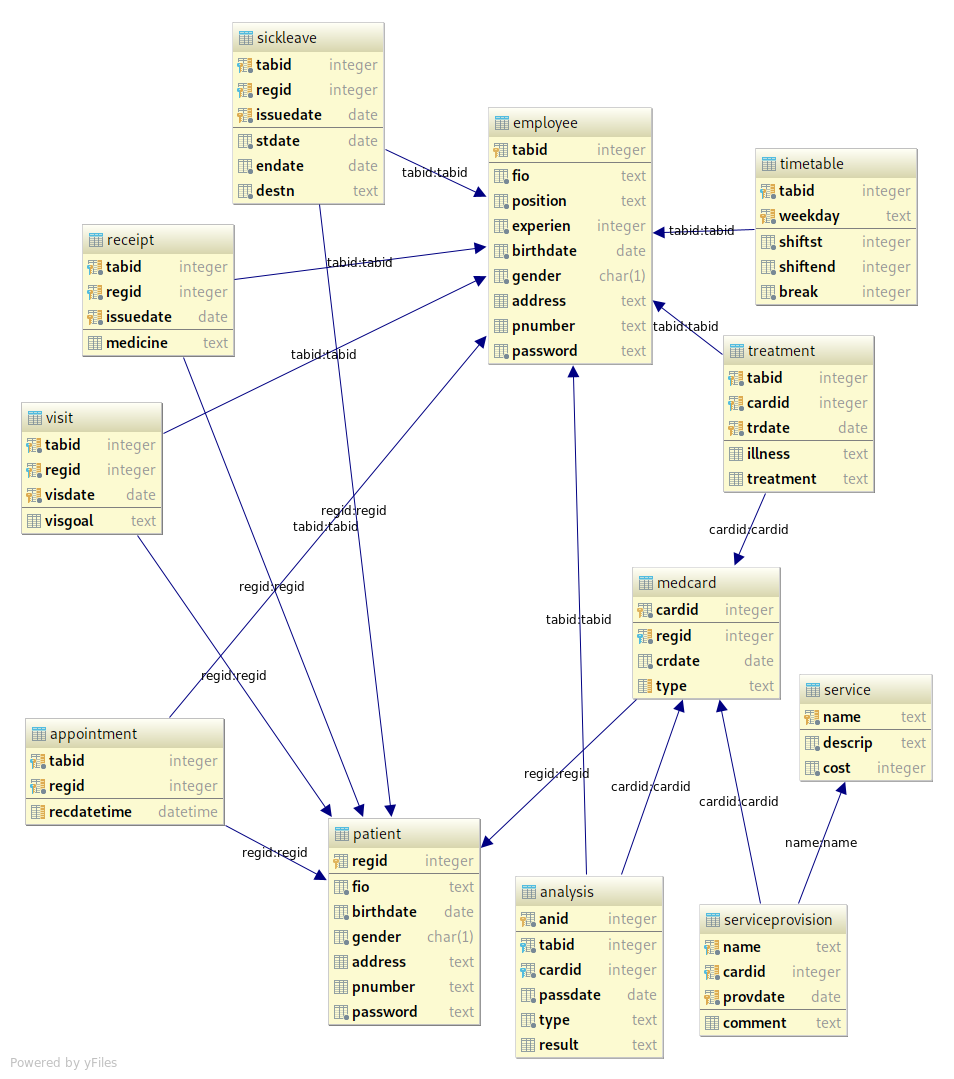 sickleave
tabid integer
regid integer
issuedate date
stdate date
endate date
destn text
employee
tabid integer
fio text
position text
experien integer
birthdate date
gender char(1)
address text
pnumber text
password text
timetable
tabid integer
weekday text
shiftst integer
shiftend integer
break integer
tabid:tabid
tabid:tabid
receipt
tabid integer
regid integer
issuedate date
medicine text
tabid:tabid
tabid:tabid
treatment
tabid integer
cardid integer
trdate date
illness text
treatment text
tabid:tabid
visit
tabid integer
regid integer
visdate date
visgoal text
regid:regid
tabid:tabid
cardid:cardid
regid:regid
medcard
cardid integer
regid integer
crdate date
type text
tabid:tabid
regid:regid
service
name text
descrip text
cost integer
appointment
tabid integer
regid integer
recdatetime datetime
regid:regid
cardid:cardid
cardid:cardid
name:name
regid:regid
patient
regid integer
fio text
birthdate date
gender char(1)
address text
pnumber text
password text
analysis
anid integer
tabid integer
cardid integer
passdate date
type text
result text
serviceprovision
name text
cardid integer
provdate date
comment text
Powered by yFiles